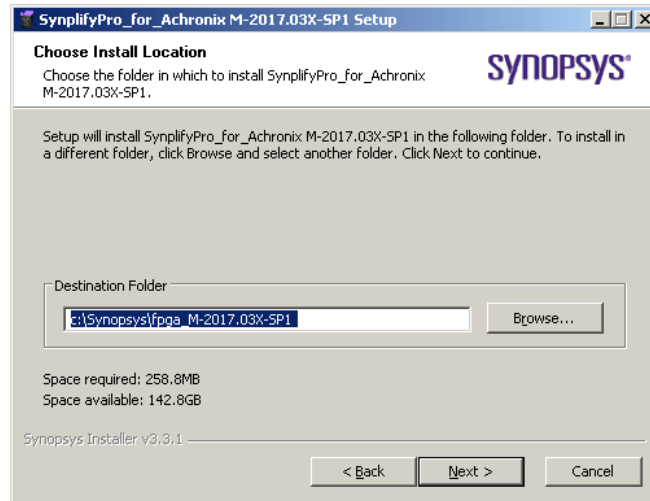 SynplifyPro_for_Achronix M-2017.03X-SP1 Setup
Choose Install Location
Choose the folder in which to install SynplifyPro_for_Achronix
M-2017.03X-SP1.
SYNOPSYS®
Setup will install SynplifyPro_for_Achronix M-2017.03X-SP1 in the following folder. To install in
a different folder, click Browse and select another folder. Click Next to continue.
Destination Folder
c:\Synopsys\fpga_M-2017.03X-SP1
Browse...
Space required: 258.8MB
Space available: 142.8GB
Synopsys Installer v3.3.1
< Back
Next >
Cancel